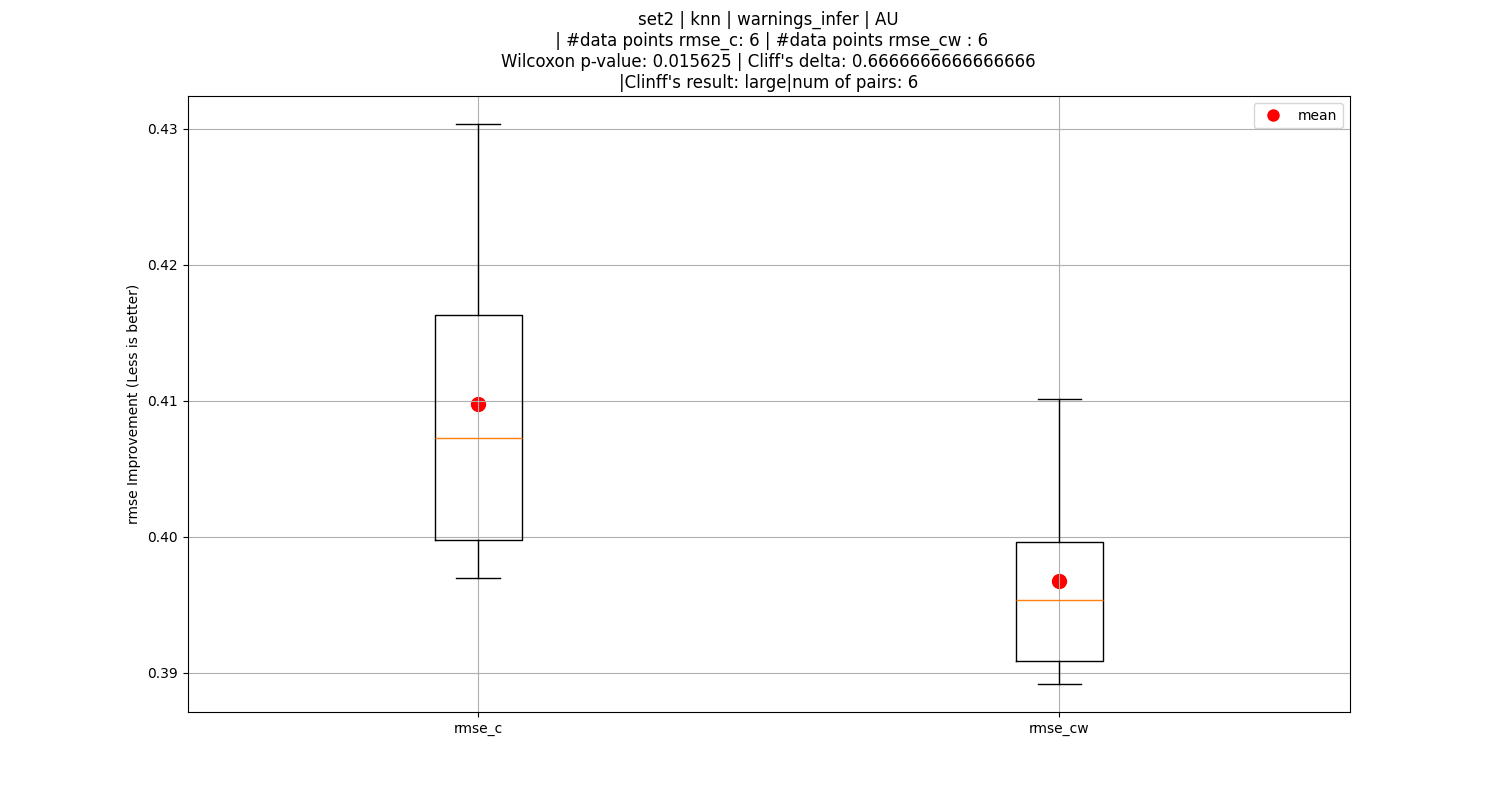 set2 | knn | warnings_infer | AU
| #data points rmse_c: 6 | #data points rmse_cw : 6
Wilcoxon p-value: 0.015625 | Cliff's delta: 0.6666666666666666
|Clinff's result: large|num of pairs: 6
mean
rmse Improvement (Less is better)
0.43
0.42
0.41
0.40
0.39
rmse_c
rmse_cw